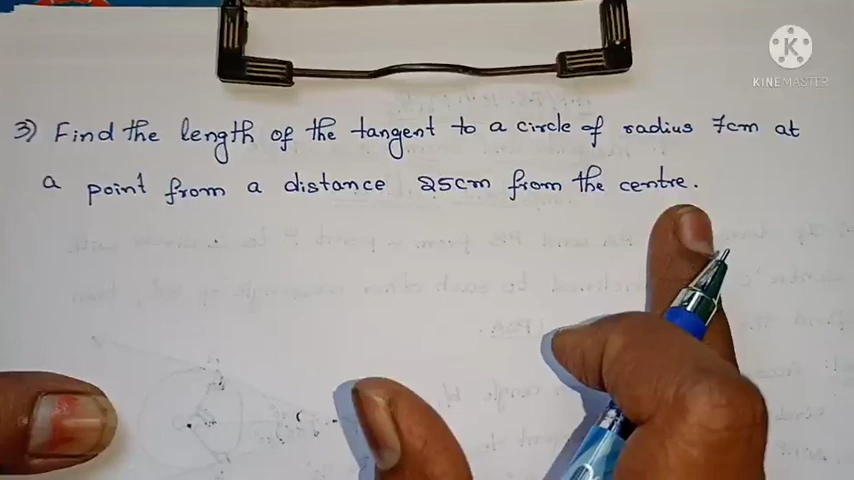 K
KINEMASTER
3) Find the length of the tangent to a circle of radius 7cm at
a point from a distance 25cm from the centre.